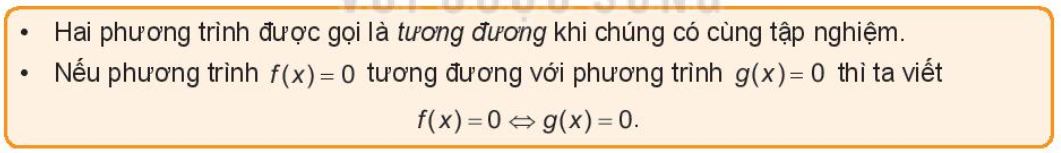 • Hai phương trình được gọi là tương đương khi chúng có cùng tập nghiệm.
• Nếu phương trình f(x) = 0 tương đương với phương trình g(x) = 0 thì ta viết
f(x) = 0 ⇔ g(x) = 0.